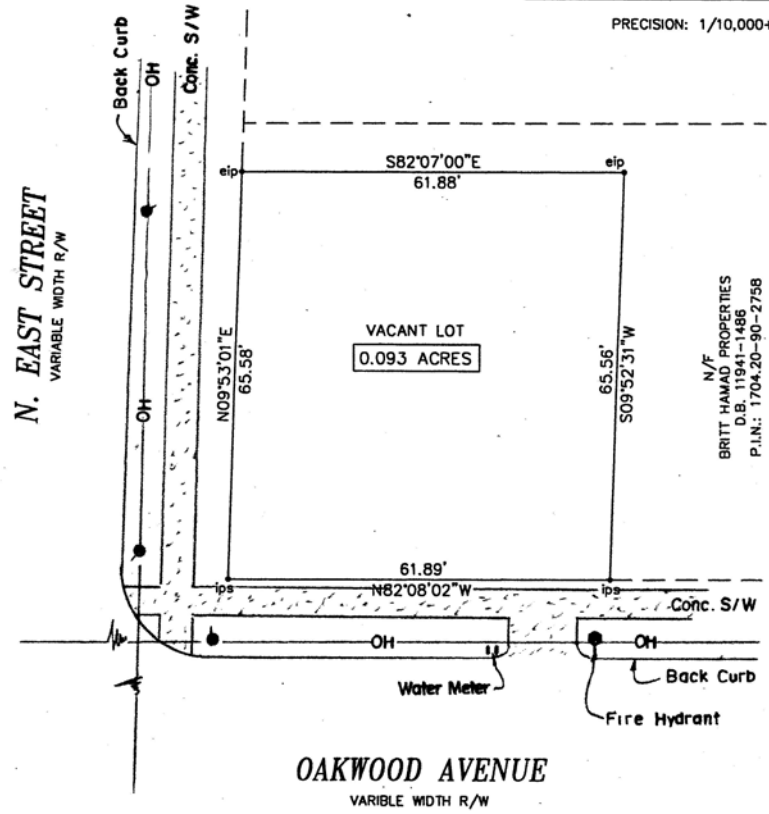 PRECISION: 1/10,000+
Back Curb
OH
Conc. S/W
eip
S82°07'00"E
61.88'
eip
N. EAST STREET
VARIABLE WIDTH R/W
N09°53'01"E
65.58'
VACANT LOT
0.093 ACRES
65.56'
S09°52'31"W
N/F
BRITT HAMAD PROPERTIES
D.B. 11941-1486
P.I.N.: 1704.20-90-2758
OH
61.89'
ips
N82°08'02"W
ips
Conc. S/W
OH
OH
Water Meter
Back Curb
Fire Hydrant
OAKWOOD AVENUE
VARIBLE WIDTH R/W